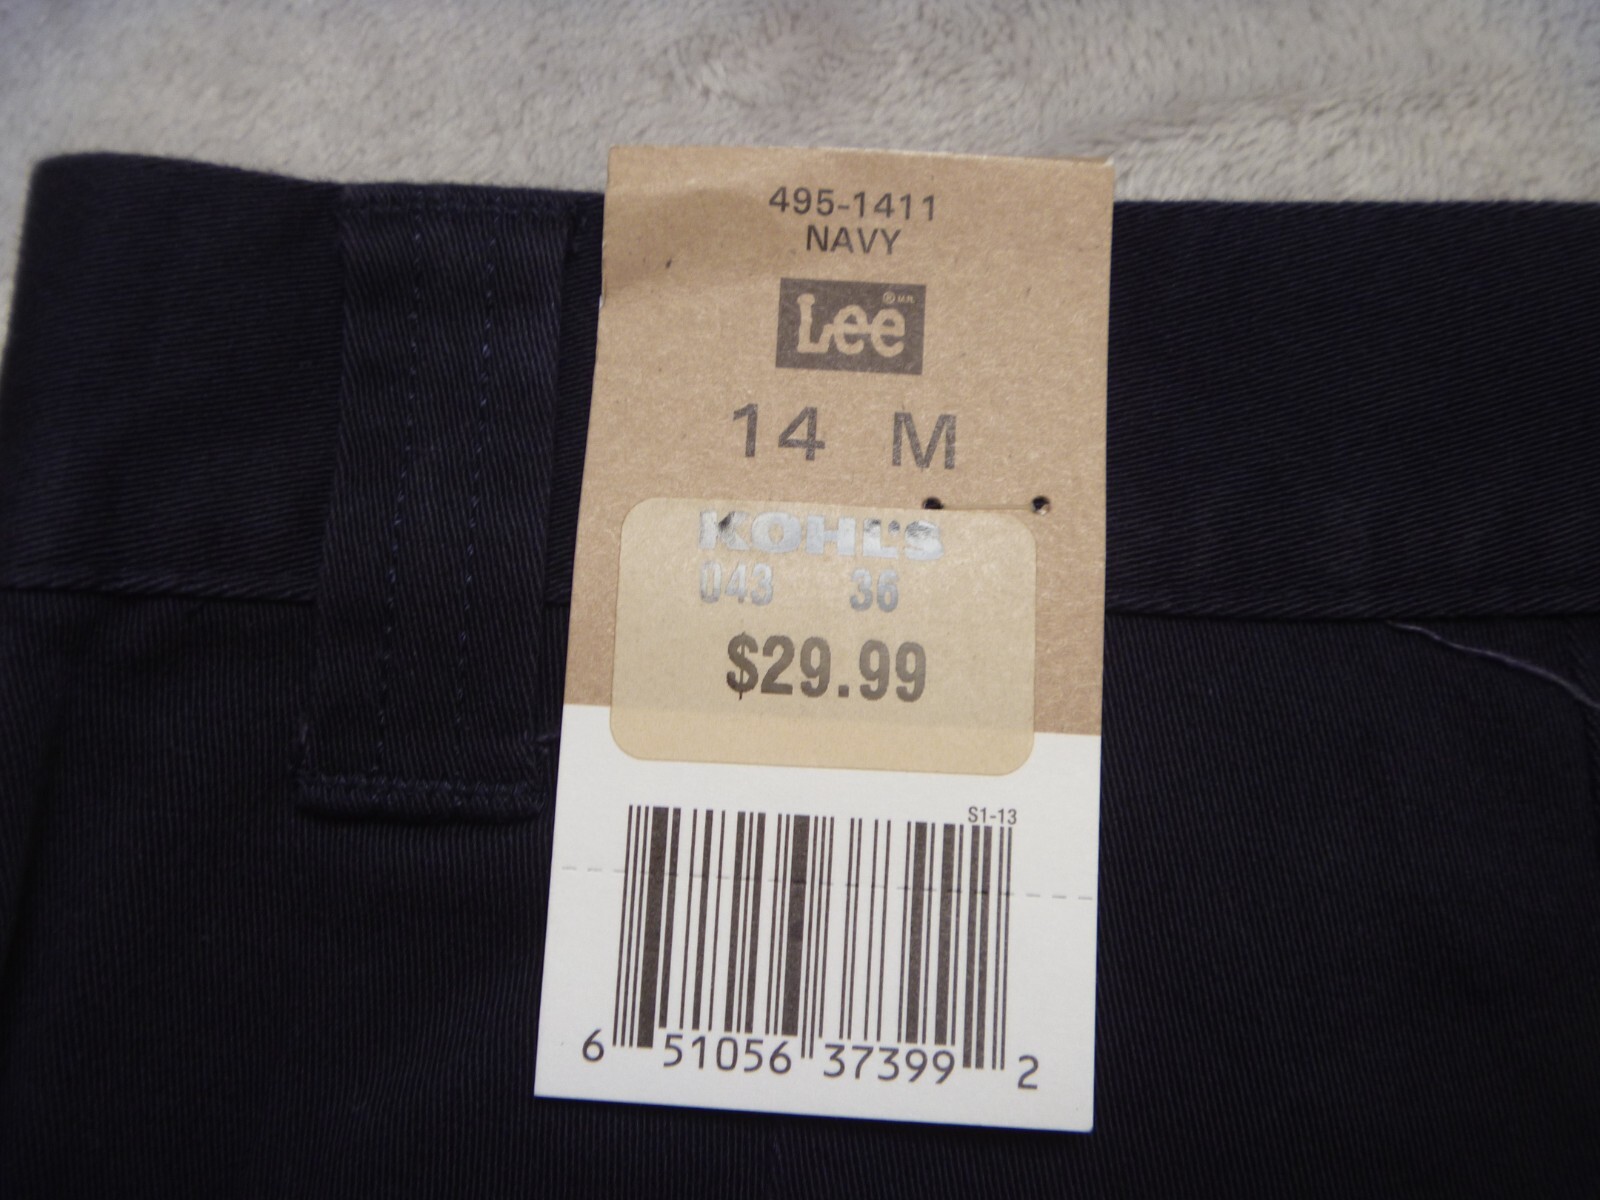 495-1411
NAVY
Lee ® U.R.
14 M
KOHL'S
043 36
$29.99
S1-13
6 51056 37399 2